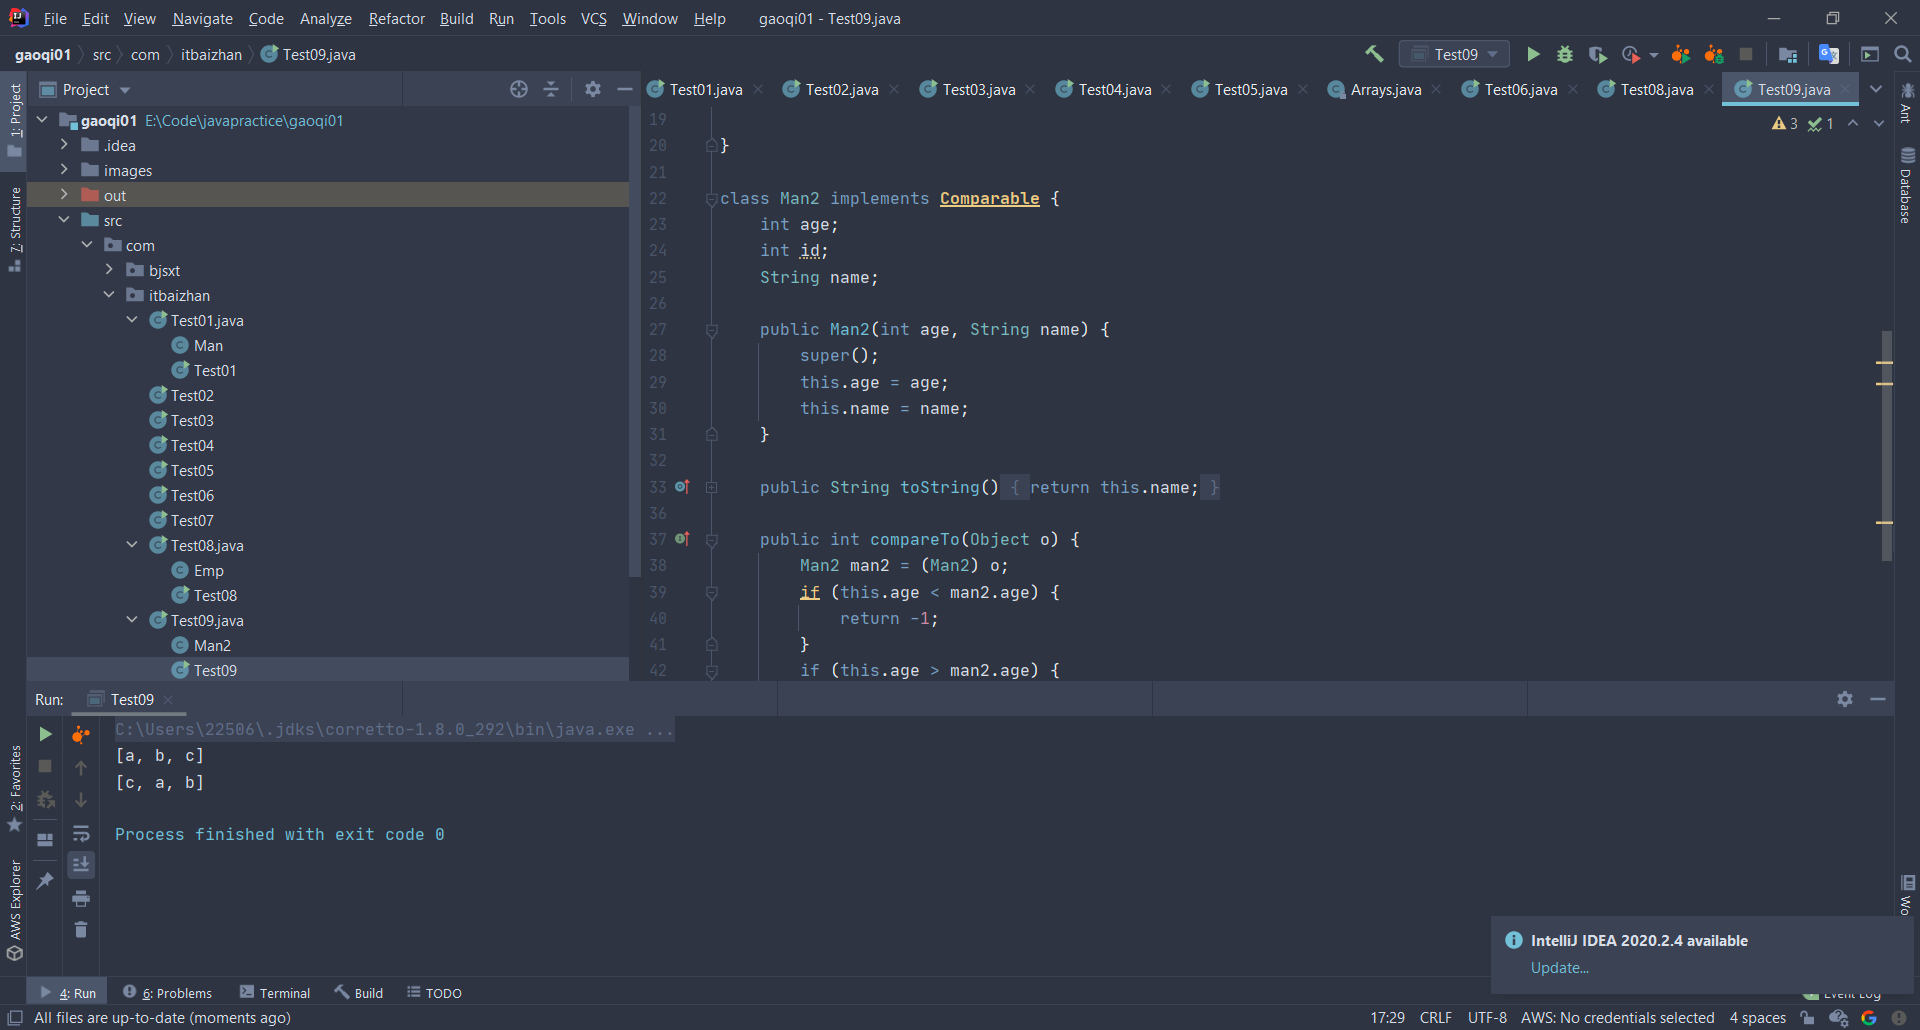 File Edit View Navigate Code Analyze Refactor Build Run Tools VCS Window Help gaoqi01 - Test09.java
gaoqi01 src com itbaizhan Test09.java Test09
1: Project
7: Structure
2: Favorites
AWS Explorer
Project
gaoqi01 E:\Code\javapractice\gaoqi01
.idea
images
out
src
com
bjsxt
itbaizhan
Test01.java
Man
Test01
Test02
Test03
Test04
Test05
Test06
Test07
Test08.java
Emp
Test08
Test09.java
Man2
Test09
Test01.java Test02.java Test03.java Test04.java Test05.java Arrays.java Test06.java Test08.java Test09.java
3 1
19
20 }
21
22 class Man2 implements Comparable {
23 int age;
24 int id;
25 String name;
26
27 public Man2(int age, String name) {
28 super();
29 this.age = age;
30 this.name = name;
31 }
32
33 public String toString() { return this.name; }
36
37 public int compareTo(Object o) {
38 Man2 man2 = (Man2) o;
39 if (this.age < man2.age) {
40 return -1;
41 }
42 if (this.age > man2.age) {
Ant
Database
Run: Test09
C:\Users\22506\.jdks\corretto-1.8.0_292\bin\java.exe ...
[a, b, c]
[c, a, b]
Process finished with exit code 0
IntelliJ IDEA 2020.2.4 available
Update...
4: Run 6: Problems Terminal Build TODO Event Log
All files are up-to-date (moments ago) 17:29 CRLF UTF-8 AWS: No credentials selected 4 spaces